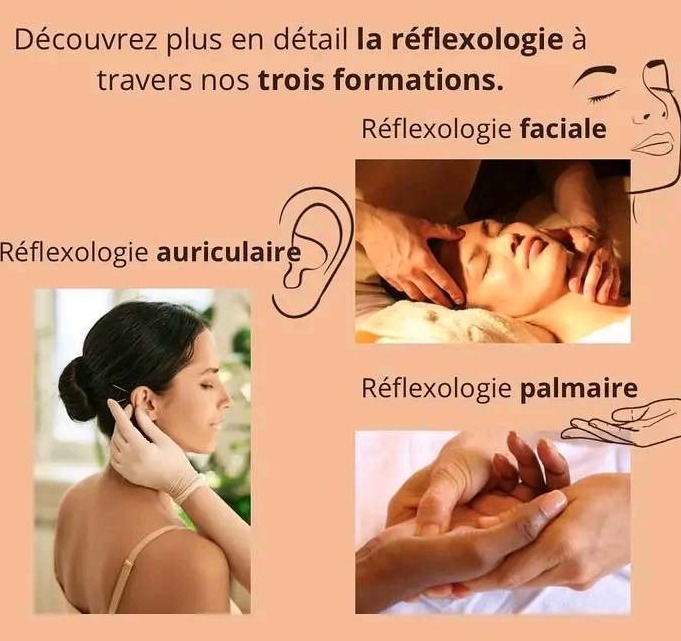 Découvrez plus en détail la réflexologie à
travers nos trois formations.
Réflexologie faciale
Réflexologie auriculaire
Réflexologie palmaire